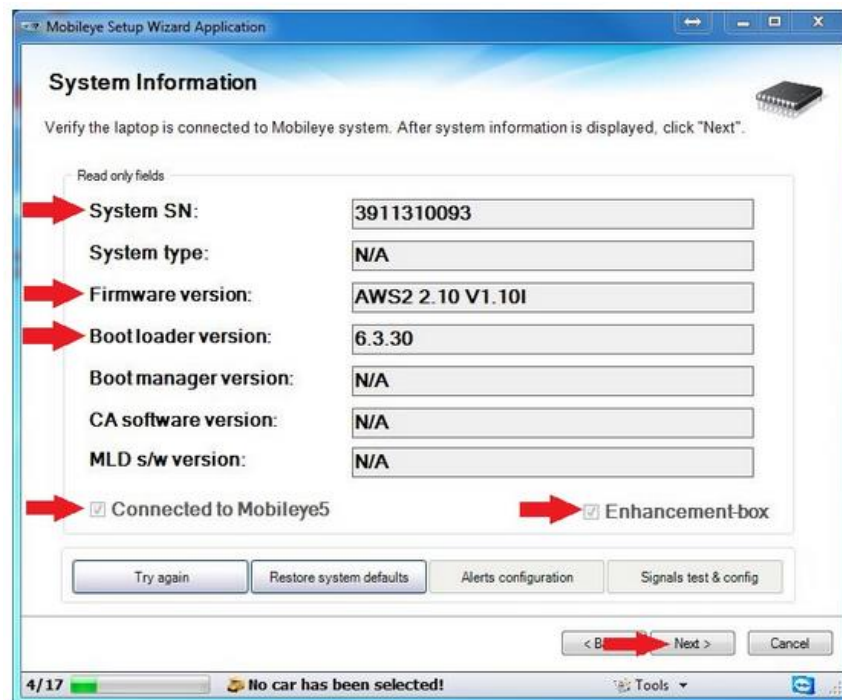 Mobileye Setup Wizard Application
System Information
Verify the laptop is connected to Mobileye system. After system information is displayed, click "Next".
Read only fields
System SN: 3911310093
System type: N/A
Firmware version: AWS2 2.10 V1.10I
Boot loader version: 6.3.30
Boot manager version: N/A
CA software version: N/A
MLD s/w version: N/A
Connected to Mobileye5 Enhancement-box
Try again Restore system defaults Alerts configuration Signals test & config
< B Next > Cancel
4/17 No car has been selected! Tools